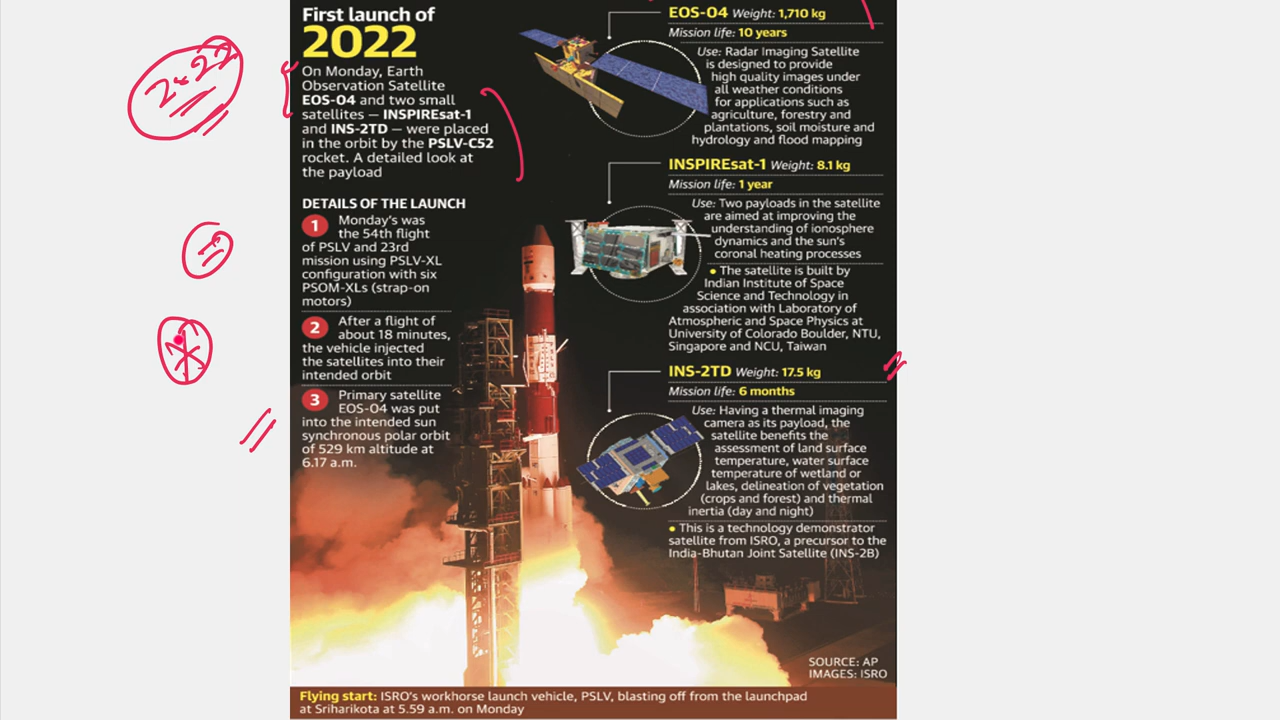 First launch of
2022
On Monday, Earth
Observation Satellite
EOS-04 and two small
satellites — INSPIREsat-1
and INS-2TD — were placed
in the orbit by the PSLV-C52
rocket. A detailed look at
the payload
DETAILS OF THE LAUNCH
1 Monday's was
the 54th flight
of PSLV and 23rd
mission using PSLV-XL
configuration with six
PSOM-XLs (strap-on
motors)
2 After a flight of
about 18 minutes,
the vehicle injected
the satellites into their
intended orbit
3 Primary satellite
EOS-04 was put
into the intended sun
synchronous polar orbit
of 529 km altitude at
6.17 a.m.
EOS-04 Weight: 1,710 kg
Mission life: 10 years
Use: Radar Imaging Satellite
is designed to provide
high quality images under
all weather conditions
for applications such as
agriculture, forestry and
plantations, soil moisture and
hydrology and flood mapping
INSPIREsat-1 Weight: 8.1 kg
Mission life: 1 year
Use: Two payloads in the satellite
are aimed at improving the
understanding of ionosphere
dynamics and the sun's
coronal heating processes
• The satellite is built by
Indian Institute of Space
Science and Technology in
association with Laboratory of
Atmospheric and Space Physics at
University of Colorado Boulder, NTU,
Singapore and NCU, Taiwan
INS-2TD Weight: 17.5 kg
Mission life: 6 months
Use: Having a thermal imaging
camera as its payload, the
satellite benefits the
assessment of land surface
temperature, water surface
temperature of wetland or
lakes, delineation of vegetation
(crops and forest) and thermal
inertia (day and night)
• This is a technology demonstrator
satellite from ISRO, a precursor to the
India-Bhutan Joint Satellite (INS-2B)
SOURCE: AP
IMAGES: ISRO
Flying start: ISRO's workhorse launch vehicle, PSLV, blasting off from the launchpad
at Sriharikota at 5.59 a.m. on Monday